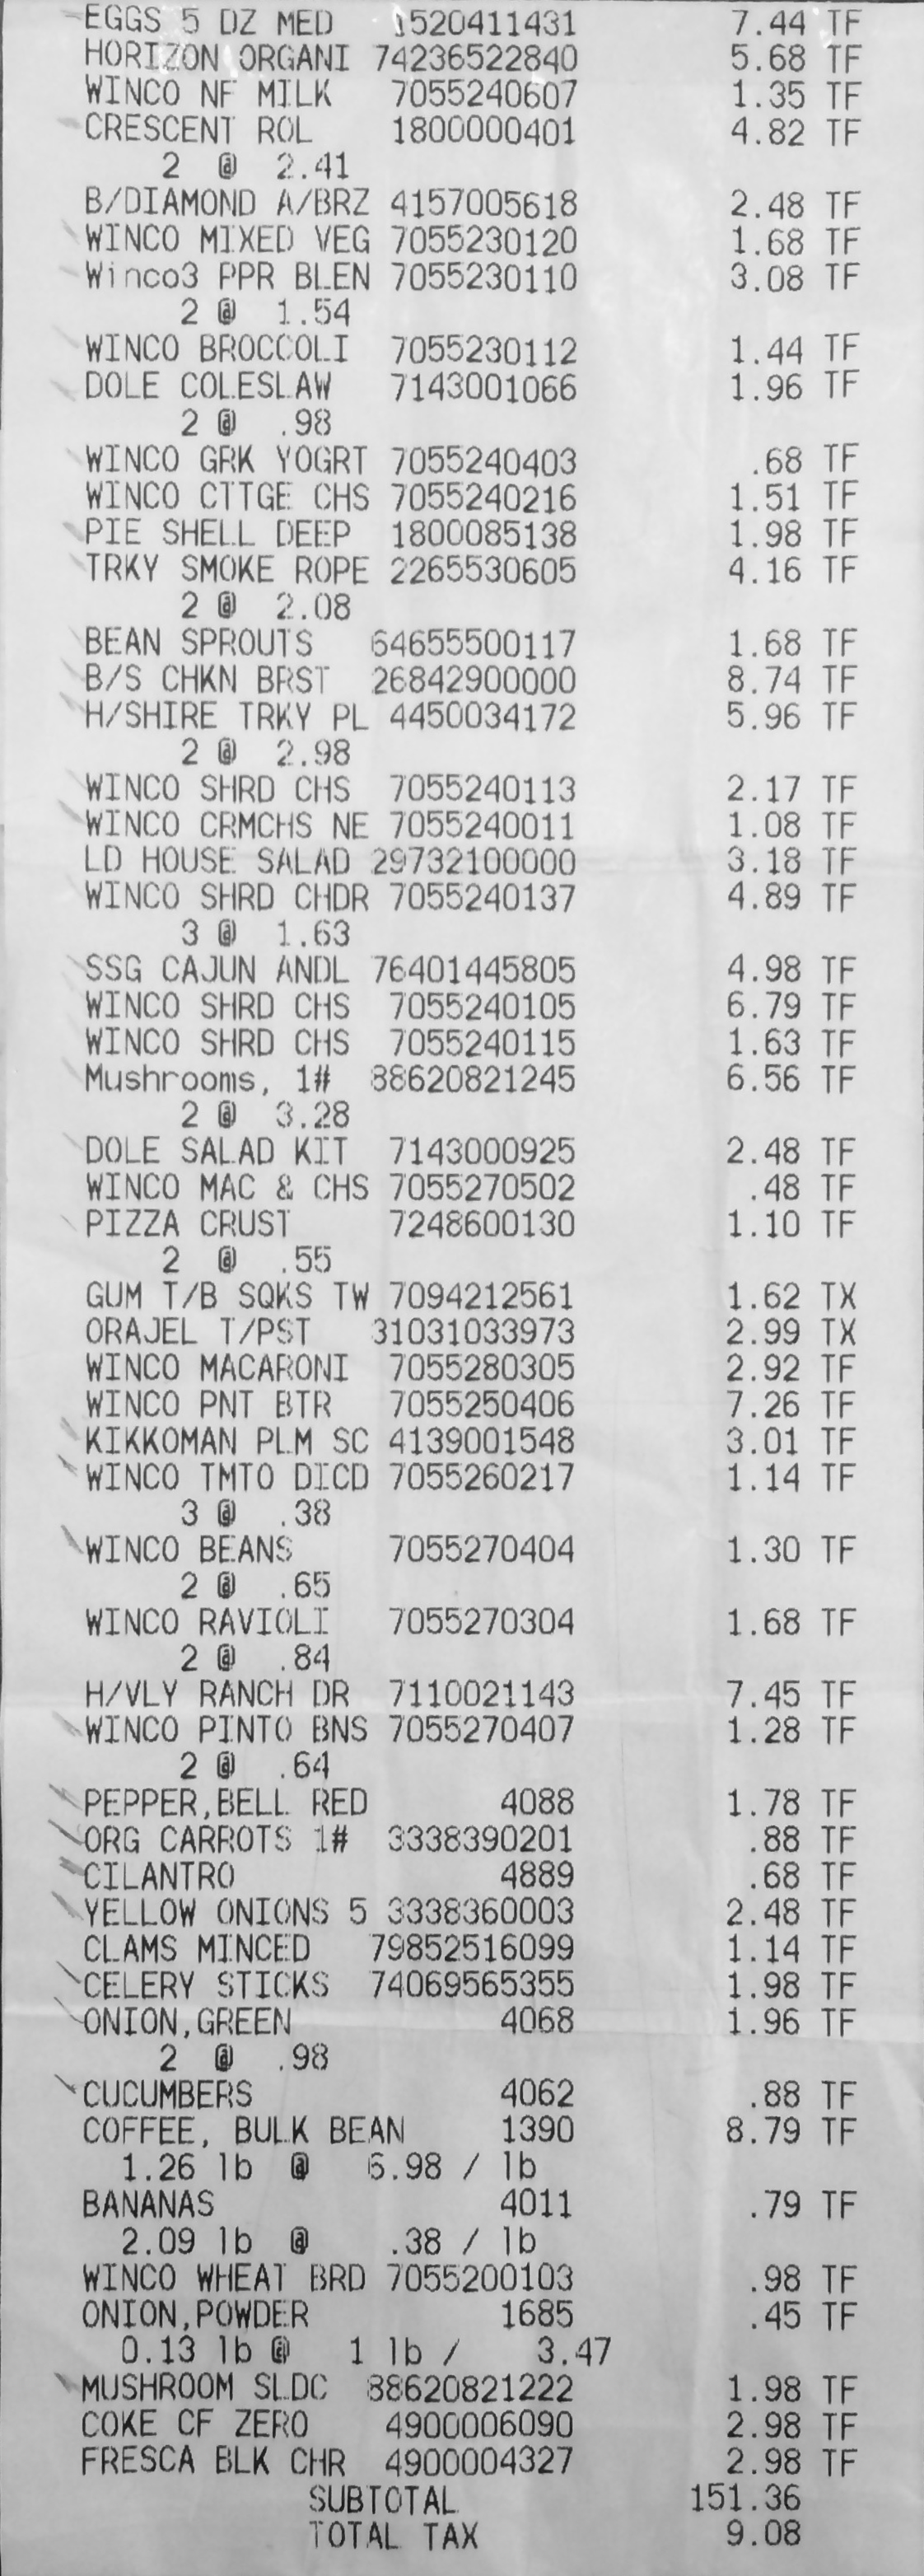 EGGS 5 DZ MED 1520411431 7.44 TF
HORIZON ORGANI 74236522840 5.68 TF
WINCO NF MILK 7055240607 1.35 TF
CRESCENT ROL 1800000401 4.82 TF
2 @ 2.41
B/DIAMOND A/BRZ 4157005618 2.48 TF
WINCO MIXED VEG 7055230120 1.68 TF
Winco3 PPR BLEN 7055230110 3.08 TF
2 @ 1.54
WINCO BROCCOLI 7055230112 1.44 TF
DOLE COLESLAW 7143001066 1.96 TF
2 @ .98
WINCO GRK YOGRT 7055240403 .68 TF
WINCO CTTGE CHS 7055240216 1.51 TF
PIE SHELL DEEP 1800085138 1.98 TF
TRKY SMOKE ROPE 2265530605 4.16 TF
2 @ 2.08
BEAN SPROUTS 64655500117 1.68 TF
B/S CHKN BRST 26842900000 8.74 TF
H/SHIRE TRKY PL 4450034172 5.96 TF
2 @ 2.98
WINCO SHRD CHS 7055240113 2.17 TF
WINCO CRMCHS NE 7055240011 1.08 TF
LD HOUSE SALAD 29732100000 3.18 TF
WINCO SHRD CHDR 7055240137 4.89 TF
3 @ 1.63
SSG CAJUN ANDL 76401445805 4.98 TF
WINCO SHRD CHS 7055240105 6.79 TF
WINCO SHRD CHS 7055240115 1.63 TF
Mushrooms, 1# 88620821245 6.56 TF
2 @ 3.28
DOLE SALAD KIT 7143000925 2.48 TF
WINCO MAC & CHS 7055270502 .48 TF
PIZZA CRUST 7248600130 1.10 TF
2 @ .55
GUM T/B SQKS TW 7094212561 1.62 TX
ORAJEL T/PST 31031033973 2.99 TX
WINCO MACARONI 7055280305 2.92 TF
WINCO PNT BTR 7055250406 7.26 TF
KIKKOMAN PLM SC 4139001548 3.01 TF
WINCO TMTO DICD 7055260217 1.14 TF
3 @ .38
WINCO BEANS 7055270404 1.30 TF
2 @ .65
WINCO RAVIOLI 7055270304 1.68 TF
2 @ .84
H/VLY RANCH DR 7110021143 7.45 TF
WINCO PINTO BNS 7055270407 1.28 TF
2 @ .64
PEPPER,BELL RED 4088 1.78 TF
ORG CARROTS 1# 3338390201 .88 TF
CILANTRO 4889 .68 TF
YELLOW ONIONS 5 3338360003 2.48 TF
CLAMS MINCED 79852516099 1.14 TF
CELERY STICKS 74069565355 1.98 TF
ONION,GREEN 4068 1.96 TF
2 @ .98
CUCUMBERS 4062 .88 TF
COFFEE, BULK BEAN 1390 8.79 TF
1.26 lb @ 6.98 / lb
BANANAS 4011 .79 TF
2.09 lb @ .38 / lb
WINCO WHEAT BRD 7055200103 .98 TF
ONION,POWDER 1685 .45 TF
0.13 lb @ 1 lb / 3.47
MUSHROOM SLDC 88620821222 1.98 TF
COKE CF ZERO 4900006090 2.98 TF
FRESCA BLK CHR 4900004327 2.98 TF
SUBTOTAL 151.36
TOTAL TAX 9.08